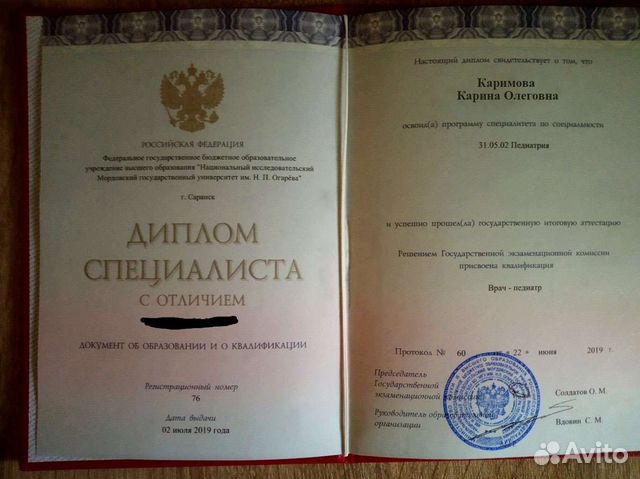 РОССИЙСКАЯ ФЕДЕРАЦИЯ
Федеральное государственное бюджетное образовательное
учреждение высшего образования "Национальный исследовательский
Мордовский государственный университет им. Н. П. Огарёва"
г. Саранск
ДИПЛОМ
СПЕЦИАЛИСТА
С ОТЛИЧИЕМ
ДОКУМЕНТ ОБ ОБРАЗОВАНИИ И О КВАЛИФИКАЦИИ
Регистрационный номер
76
Дата выдачи
02 июля 2019 года
Настоящий диплом свидетельствует о том, что
Каримова
Карина Олеговна
освоил(а) программу специалитета по специальности
31.05.02 Педиатрия
и успешно прошел(ла) государственную итоговую аттестацию
Решением Государственной экзаменационной комиссии
присвоена квалификация
Врач - педиатр
Протокол № 60 « 22 » июня 2019 г.
Председатель
Государственной
экзаменационной комиссии
Солдатов О. М.
Руководитель образовательной
организации
Вдовин С. М.
Avito